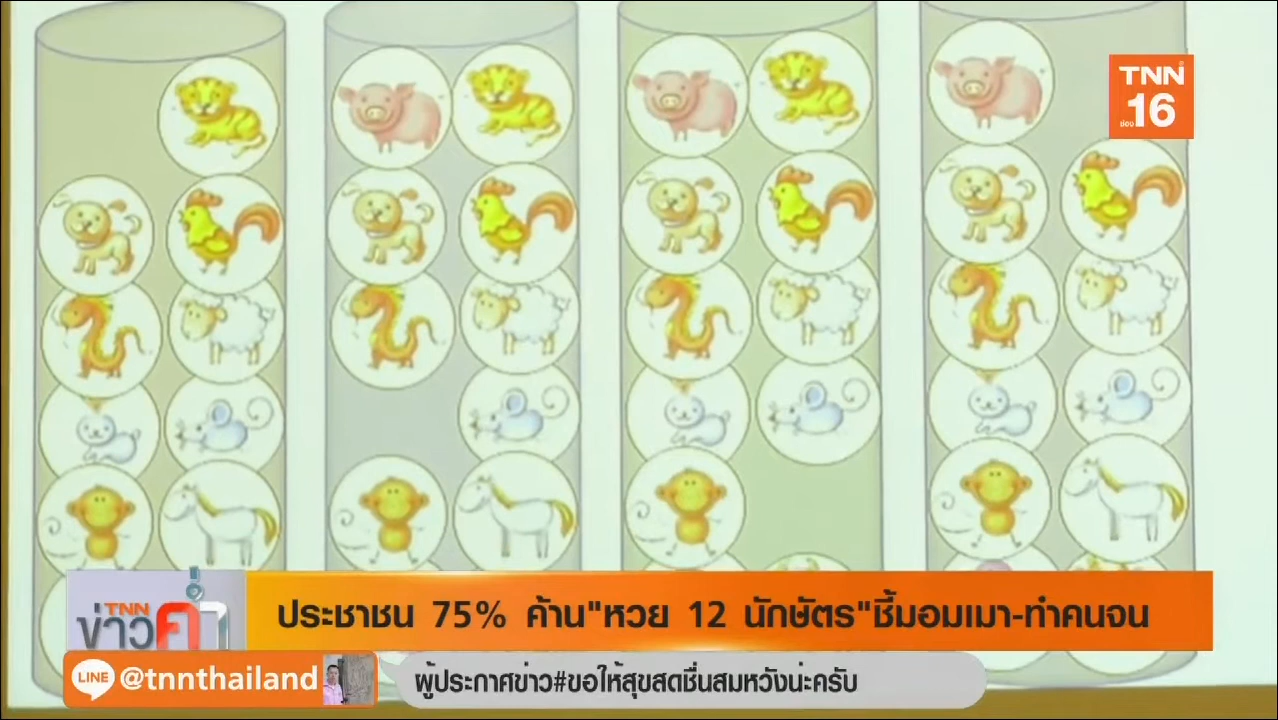 TNN
ช่อง 16
TNN
ข่าวค่ำ
ประชาชน 75% ค้าน"หวย 12 นักษัตร"ชี้มอมเมา-ทำคนจน
LINE @tnnthailand
ผู้ประกาศข่าว#ขอให้สุขสดชื่นสมหวังน่ะครับ